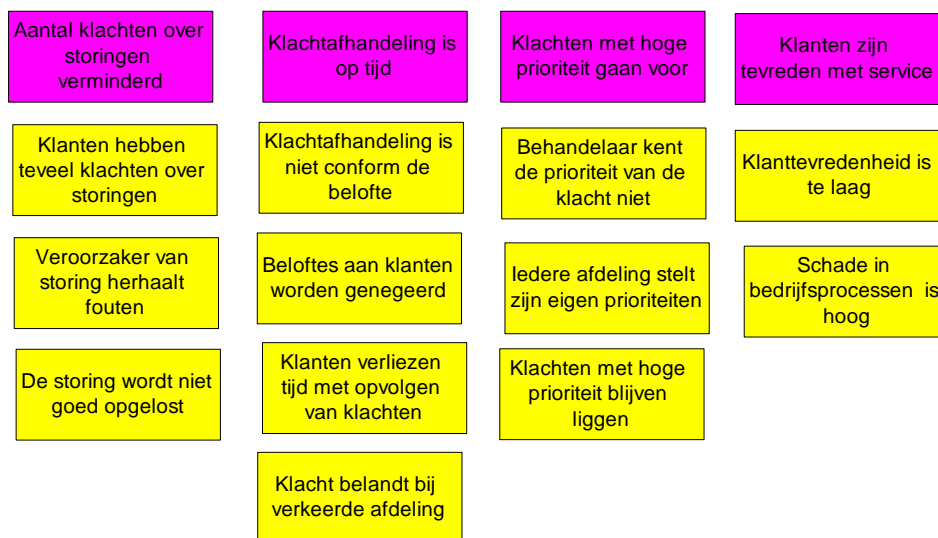 Aantal klachten over
storingen
verminderd
Klachtafhandeling is
op tijd
Klachten met hoge
prioriteit gaan voor
Klanten zijn
tevreden met service
Klanten hebben
teveel klachten over
storingen
Klachtafhandeling is
niet conform de
belofte
Behandelaar kent
de prioriteit van de
klacht niet
Klanttevredenheid is
te laag
Veroorzaker van
storing herhaalt
fouten
Beloftes aan klanten
worden genegeerd
Iedere afdeling stelt
zijn eigen prioriteiten
Schade in
bedrijfsprocessen is
hoog
De storing wordt niet
goed opgelost
Klanten verliezen
tijd met opvolgen
van klachten
Klachten met hoge
prioriteit blijven
liggen
Klacht belandt bij
verkeerde afdeling